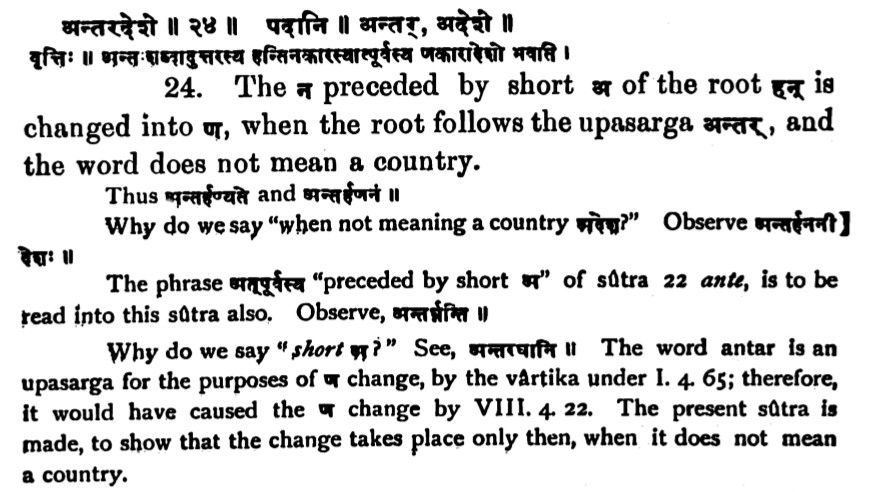 अन्तरदेशे ॥ २४ ॥ पदानि ॥ अन्तर्, अदेशे ॥
वृत्तिः ॥ अन्तःशब्दादुत्तरस्य हन्तिनकारस्यात्पूर्वस्य णकारादेशो भवति ।
24. The न preceded by short अ of the root हन् is
changed into ण, when the root follows the upasarga अन्तर्, and
the word does not mean a country.
Thus अन्तर्हण्यते and अन्तर्हणनं ॥
Why do we say “when not meaning a country अदेशे?” Observe अन्तर्हननो
देशः ॥
The phrase अत्पूर्वस्य “preceded by short अ” of sûtra 22 ante, is to be
read into this sûtra also. Observe, अन्तर्घ्नन्ति ॥
Why do we say “short अ?” See, अन्तरघानि ॥ The word antar is an
upasarga for the purposes of ण change, by the vârtika under I. 4. 65; therefore,
it would have caused the ण change by VIII. 4. 22. The present sûtra is
made, to show that the change takes place only then, when it does not mean
a country.